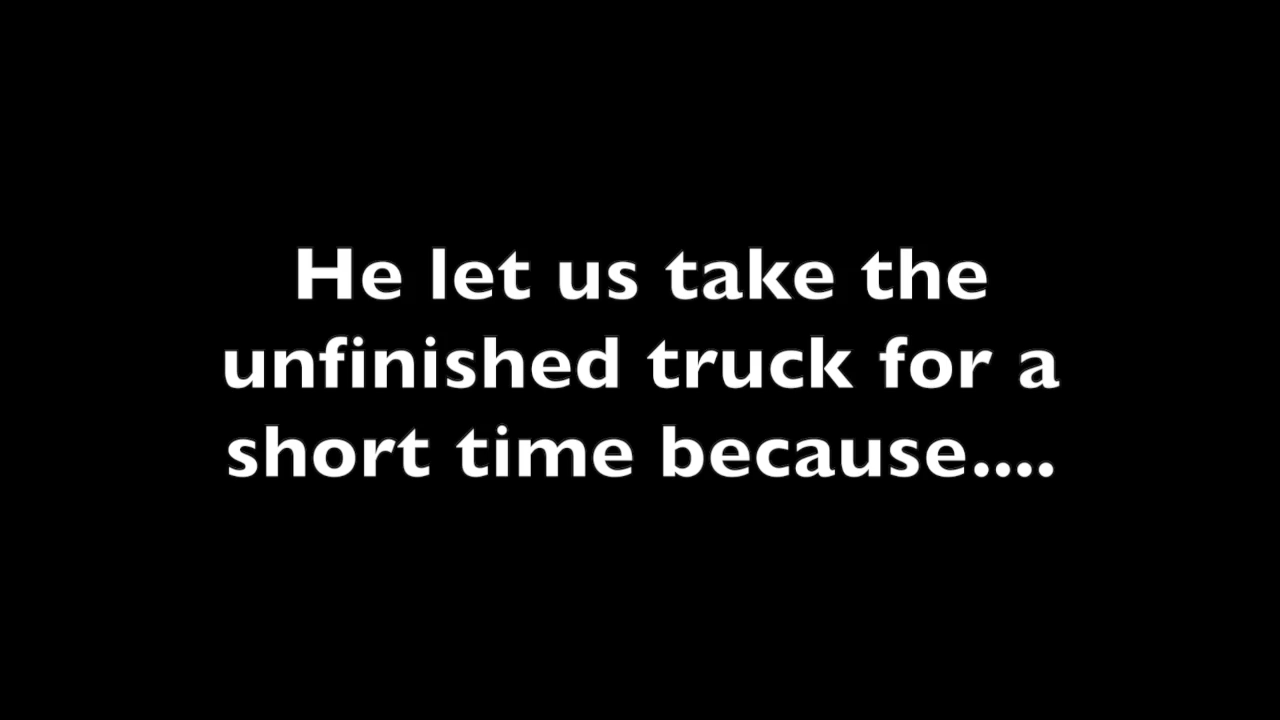 He let us take the
unfinished truck for a
short time because....